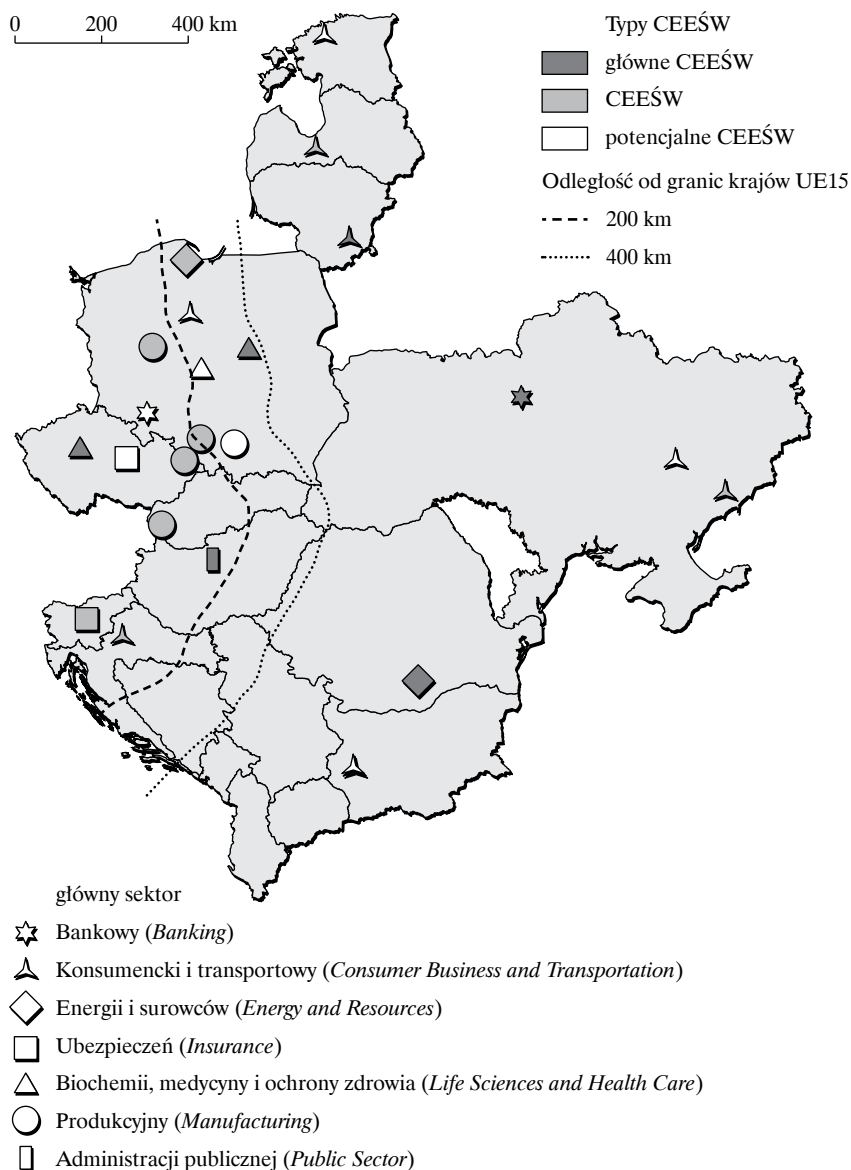 0 200 400 km
Typy CEEŚW
główne CEEŚW
CEEŚW
potencjalne CEEŚW
Odległość od granic krajów UE15
200 km
400 km
główny sektor
Bankowy (Banking)
Konsumencki i transportowy (Consumer Business and Transportation)
Energii i surowców (Energy and Resources)
Ubezpieczeń (Insurance)
Biochemii, medycyny i ochrony zdrowia (Life Sciences and Health Care)
Produkcyjny (Manufacturing)
Administracji publicznej (Public Sector)